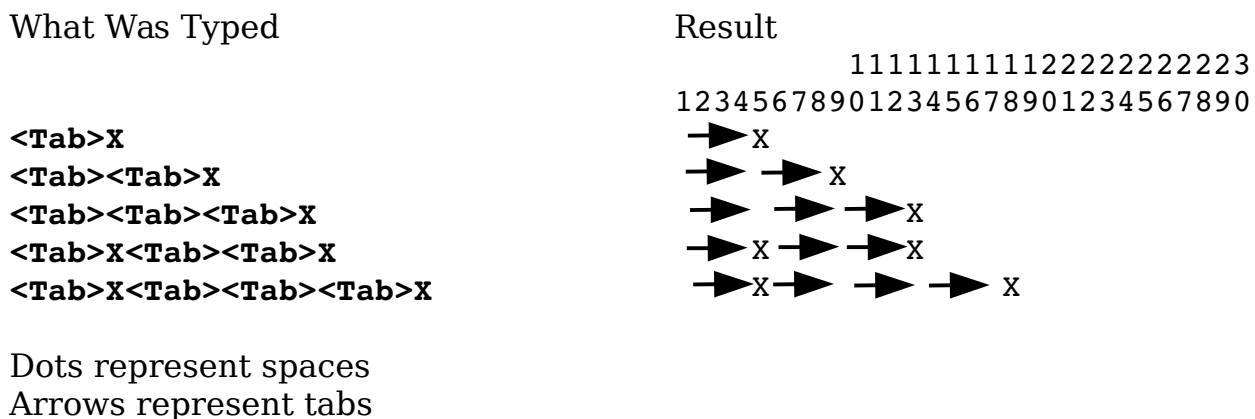 What Was Typed Result
1111111111222222222223
123456789012345678901234567890
<Tab>X X
<Tab><Tab>X X
<Tab><Tab><Tab>X X
<Tab>X<Tab><Tab>X X X
<Tab>X<Tab><Tab><Tab>X X X
Dots represent spaces
Arrows represent tabs